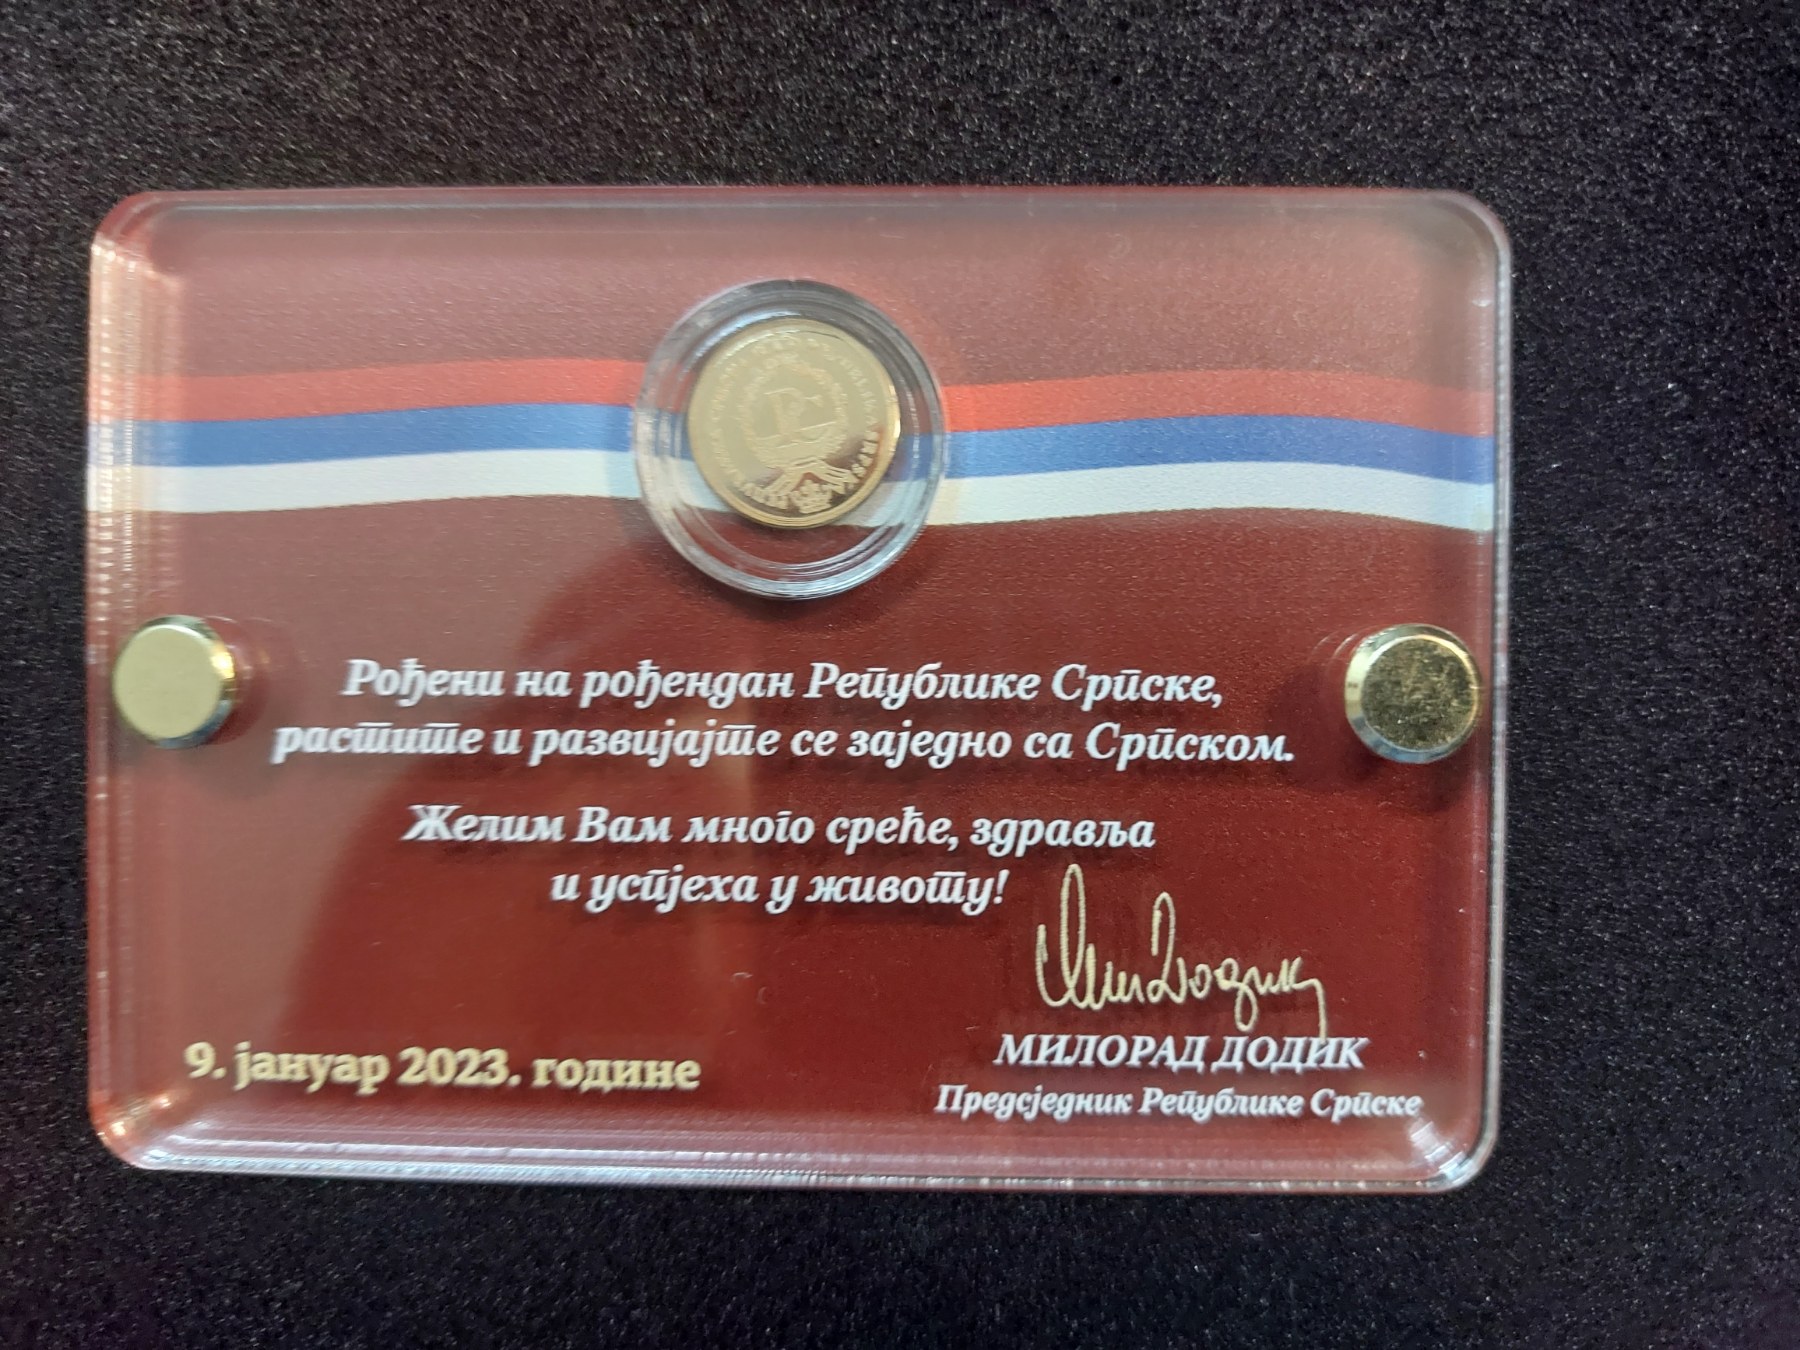 Рођени на рођендан Републике Српске,
растите и развијајте се заједно са Српском.
Желим Вам много среће, здравља
и успјеха у животу!
9. јануар 2023. године
МИЛОРАД ДОДИК
Предсједник Републике Српске